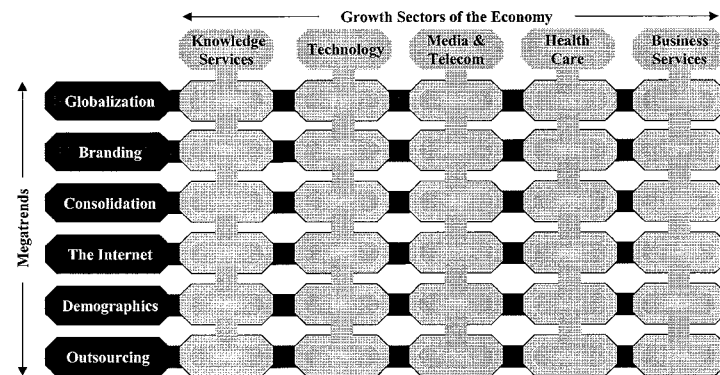 Growth Sectors of the Economy
Knowledge
Services
Technology
Media &
Telecom
Health
Care
Business
Services
Megatrends
Globalization
Branding
Consolidation
The Internet
Demographics
Outsourcing